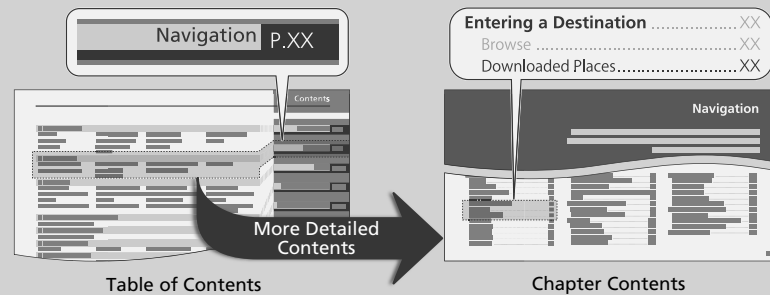 Navigation P.XX
Contents
More Detailed
Contents
Table of Contents
Entering a Destination ............. XX
Browse ............. XX
Downloaded Places ............. XX
Navigation
Chapter Contents